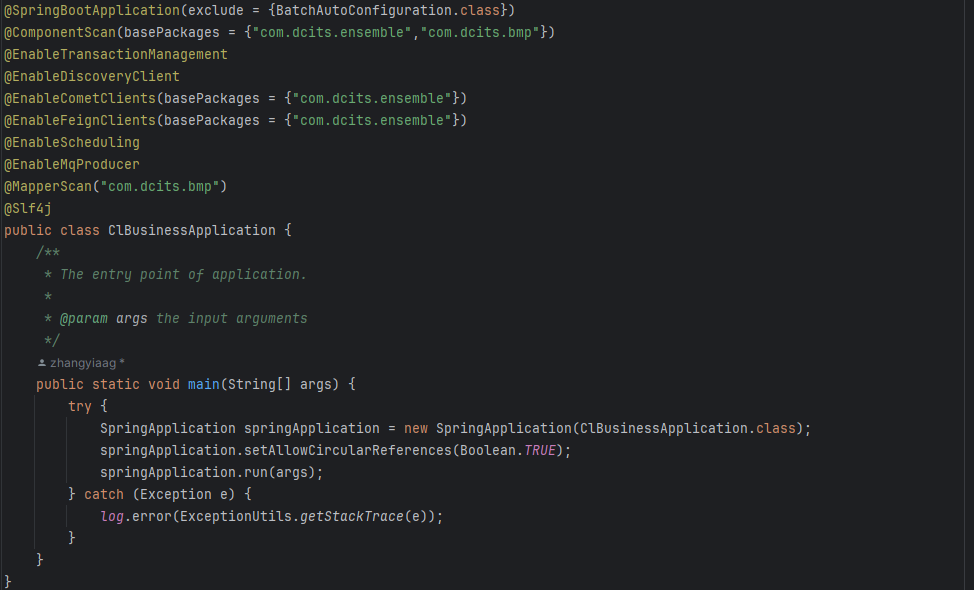 @SpringBootApplication(exclude = {BatchAutoConfiguration.class})
@ComponentScan(basePackages = {"com.dcits.ensemble","com.dcits.bmp"})
@EnableTransactionManagement
@EnableDiscoveryClient
@EnableCometClients(basePackages = {"com.dcits.ensemble"})
@EnableFeignClients(basePackages = {"com.dcits.ensemble"})
@EnableScheduling
@EnableMqProducer
@MapperScan("com.dcits.bmp")
@Slf4j
public class ClBusinessApplication {
    /**
     * The entry point of application.
     *
     * @param args the input arguments
     */
    zhangyiaag *
    public static void main(String[] args) {
        try {
            SpringApplication springApplication = new SpringApplication(ClBusinessApplication.class);
            springApplication.setAllowCircularReferences(Boolean.TRUE);
            springApplication.run(args);
        } catch (Exception e) {
            log.error(ExceptionUtils.getStackTrace(e));
        }
    }
}